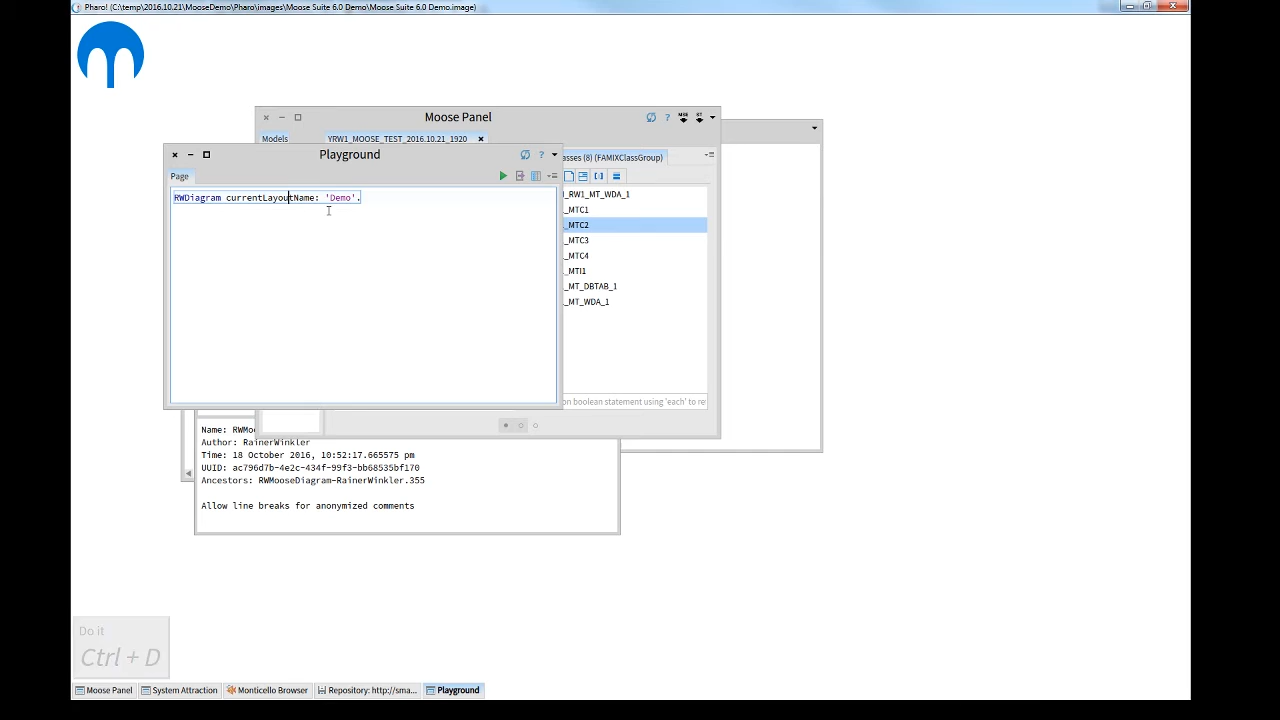 Pharo! (C:\temp\2016.10.21\MooseDemo\Pharo\images\Moose Suite 6.0 Demo\Moose Suite 6.0 Demo.image)
Moose Panel
Models
YRW1_MOOSE_TEST_2016.10.21_1920
Playground
Page
RWDiagram currentLayoutName: 'Demo'.
asses (8) (FAMIXClassGroup)
_RW1_MT_WDA_1
_MTC1
_MTC2
_MTC3
_MTC4
_MTI1
_MT_DBTAB_1
_MT_WDA_1
on boolean statement using 'each' to re
Name: RWMo
Author: RainerWinkler
Time: 18 October 2016, 10:52:17.665575 pm
UUID: ac796d7b-4e2c-434f-99f3-bb68535bf170
Ancestors: RWMooseDiagram-RainerWinkler.355
Allow line breaks for anonymized comments
Do it
Ctrl + D
Moose Panel
System Attraction
Monticello Browser
Repository: http://sma...
Playground